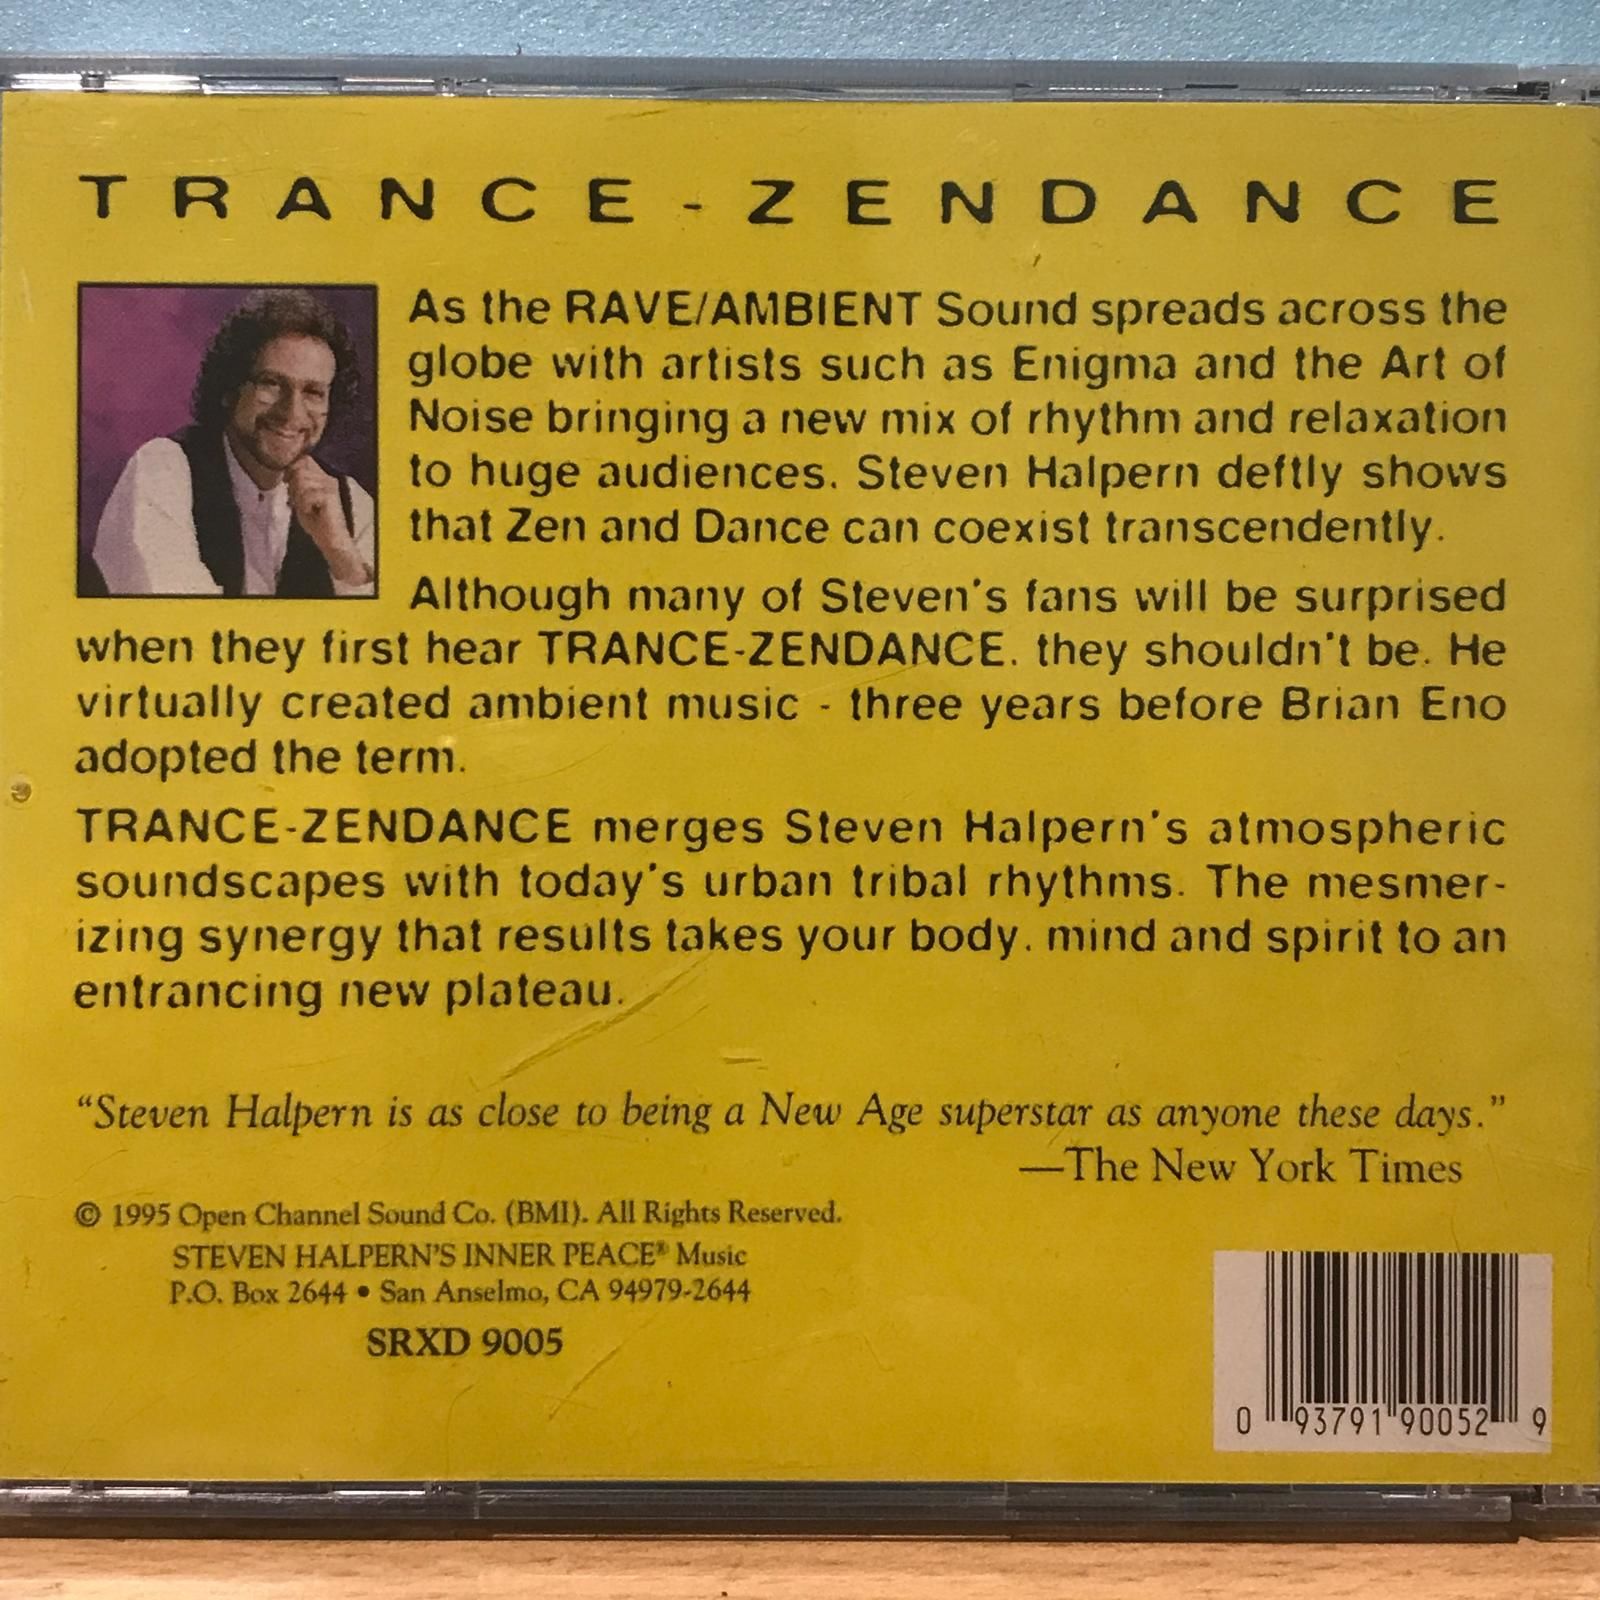 TRANCE-ZENDANCE
As the RAVE/AMBIENT Sound spreads across the
globe with artists such as Enigma and the Art of
Noise bringing a new mix of rhythm and relaxation
to huge audiences. Steven Halpern deftly shows
that Zen and Dance can coexist transcendently.
Although many of Steven's fans will be surprised
when they first hear TRANCE-ZENDANCE. they shouldn't be. He
virtually created ambient music - three years before Brian Eno
adopted the term.
TRANCE-ZENDANCE merges Steven Halpern's atmospheric
soundscapes with today's urban tribal rhythms. The mesmer-
izing synergy that results takes your body. mind and spirit to an
entrancing new plateau.
“Steven Halpern is as close to being a New Age superstar as anyone these days.”
—The New York Times
© 1995 Open Channel Sound Co. (BMI). All Rights Reserved.
STEVEN HALPERN'S INNER PEACE® Music
P.O. Box 2644 • San Anselmo, CA 94979-2644
SRXD 9005
0 93791 90052 9